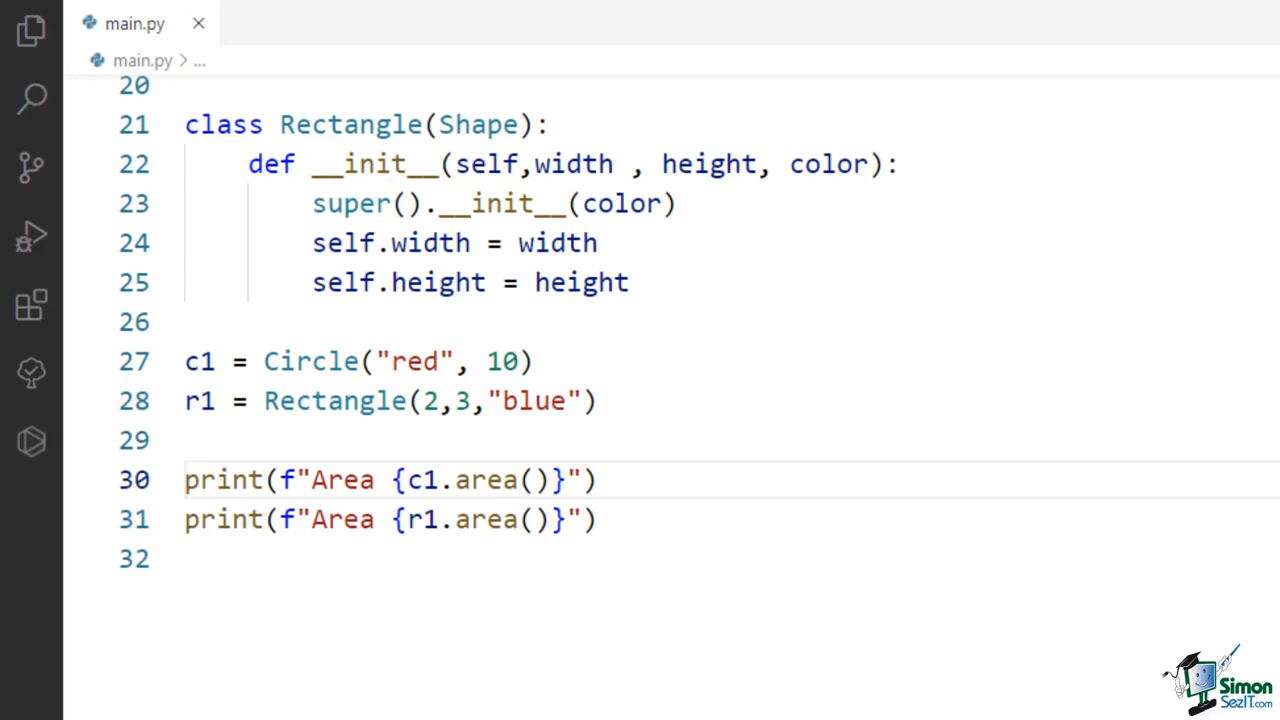 main.py
main.py > ...
20
21 class Rectangle(Shape):
22     def __init__(self,width , height, color):
23         super().__init__(color)
24         self.width = width
25         self.height = height
26
27 c1 = Circle("red", 10)
28 r1 = Rectangle(2,3,"blue")
29
30 print(f"Area {c1.area()}")
31 print(f"Area {r1.area()}")
32
Simon
SezIT.com